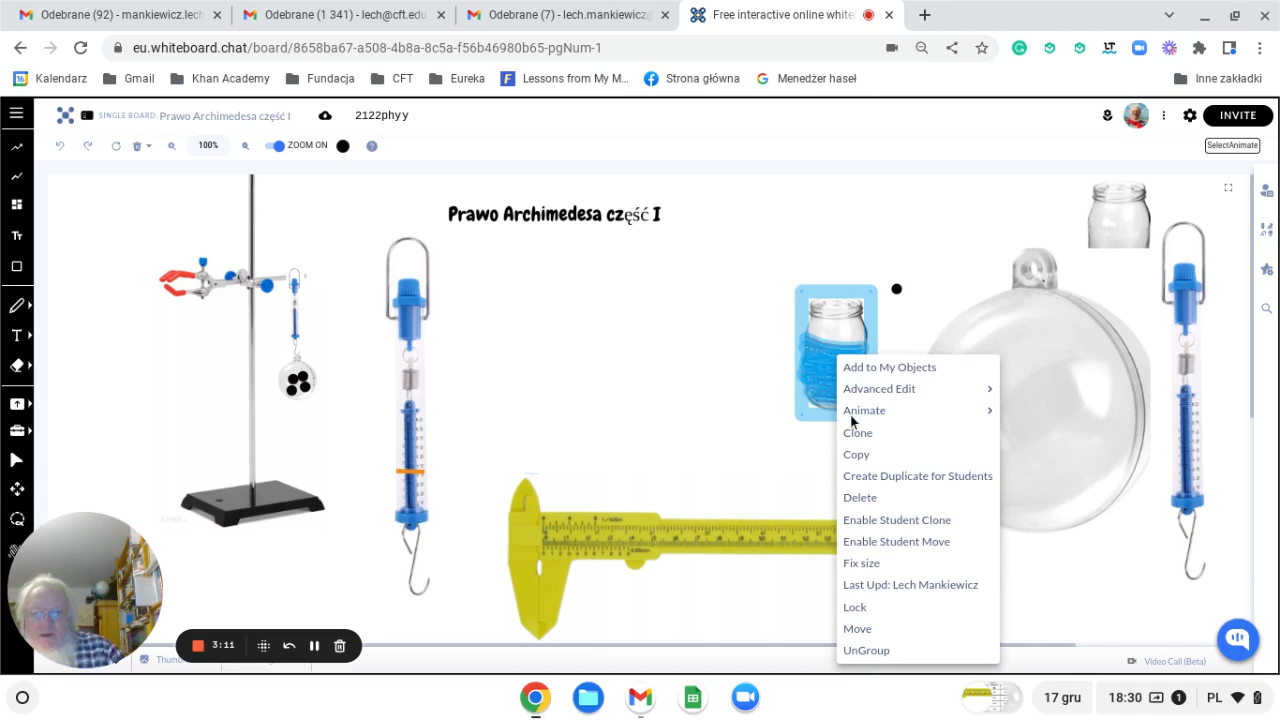 Odebrane (92) - mankiewicz.lech
Odebrane (1 341) - lech@cft.edu
Odebrane (7) - lech.mankiewicz@
Free interactive online white
eu.whiteboard.chat/board/8658ba67-a508-4b8a-8c5a-f56b46980b65-pgNum-1
Kalendarz
Gmail
Khan Academy
Fundacja
CFT
Eureka
Lessons from My M...
Strona główna
Menedżer haseł
Inne zakładki
SINGLE BOARD: Prawo Archimedesa część I
2122phyy
INVITE
100%
ZOOM ON
SelectAnimate
Prawo Archimedesa część I
Add to My Objects
Advanced Edit
Animate
Clone
Copy
Create Duplicate for Students
Delete
Enable Student Clone
Enable Student Move
Fix size
Last Upd: Lech Mankiewicz
Lock
Move
UnGroup
3:11
Thumb
Video Call (Beta)
17 gru
18:30
1
PL